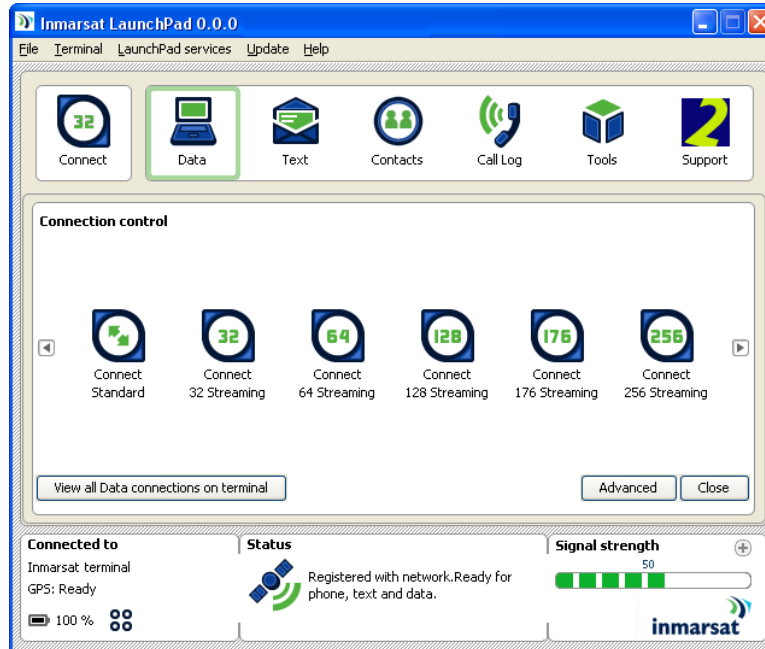 Inmarsat LaunchPad 0.0.0
File Terminal LaunchPad services Update Help
32
Connect Data Text Contacts Call Log Tools Support
2
Connection control
32 64 128 176 256
Connect Connect Connect Connect Connect Connect
Standard 32 Streaming 64 Streaming 128 Streaming 176 Streaming 256 Streaming
View all Data connections on terminal Advanced Close
Connected to Status Signal strength
Inmarsat terminal
GPS: Ready
100 %
Registered with network.Ready for
phone, text and data.
50
inmarsat